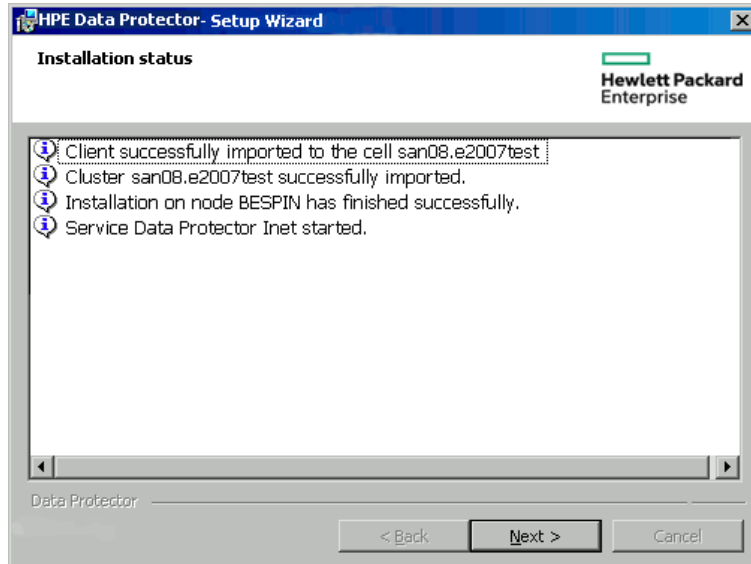 HPE Data Protector- Setup Wizard
Installation status
Hewlett Packard
Enterprise
Client successfully imported to the cell san08.e2007test
Cluster san08.e2007test successfully imported.
Installation on node BESPIN has finished successfully.
Service Data Protector Inet started.
Data Protector
< Back Next > Cancel